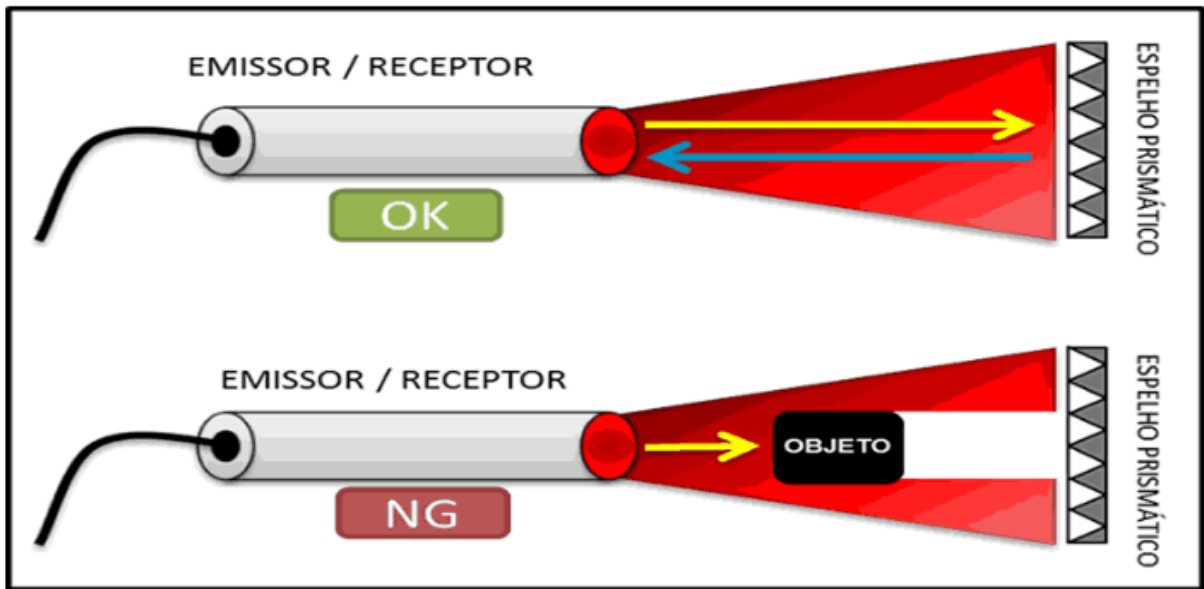 EMISSOR / RECEPTOR
OK
ESPELHO PRISMÁTICO
EMISSOR / RECEPTOR
OBJETO
NG
ESPELHO PRISMÁTICO